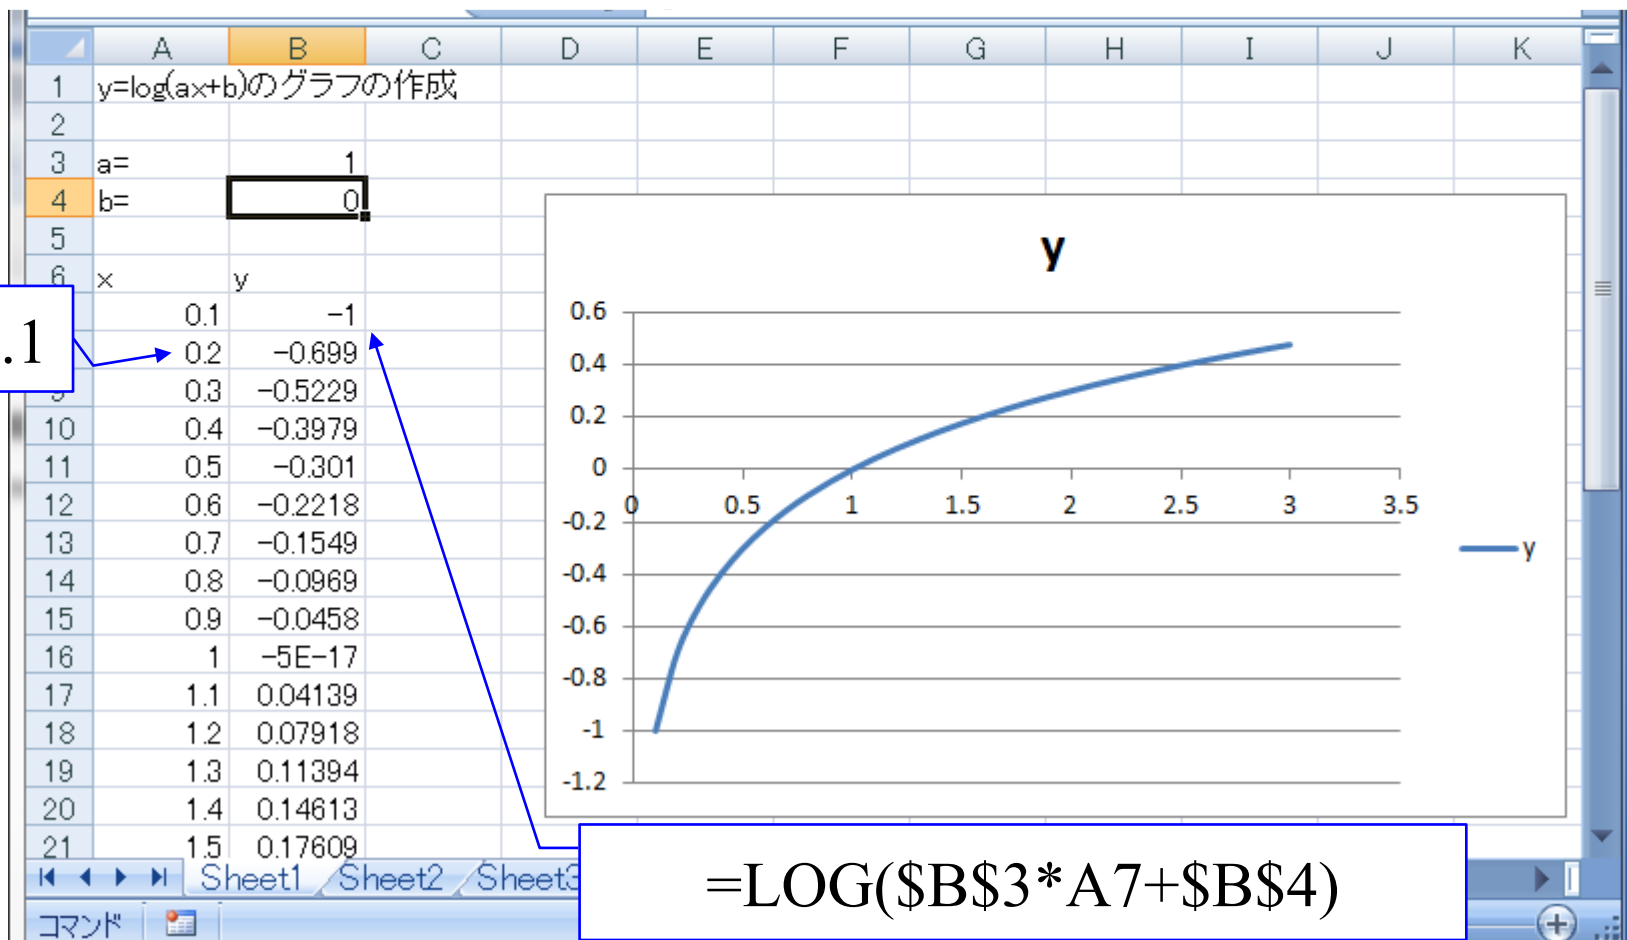 A B C D E F G H I J K
1 y=log(ax+b)のグラフの作成
2
3 a= 1
4 b= 0
5
6 x y
0.1 -1
.1
0.2 -0.699
9 0.3 -0.5229
10 0.4 -0.3979
11 0.5 -0.301
12 0.6 -0.2218
13 0.7 -0.1549
14 0.8 -0.0969
15 0.9 -0.0458
16 1 -5E-17
17 1.1 0.04139
18 1.2 0.07918
19 1.3 0.11394
20 1.4 0.14613
21 1.5 0.17609
y
0.6
0.4
0.2
0
0 0.5 1 1.5 2 2.5 3 3.5
-0.2
-0.4
-0.6
-0.8
-1
-1.2
y
=LOG($B$3*A7+$B$4)
Sheet1 Sheet2 Sheet3
コマンド